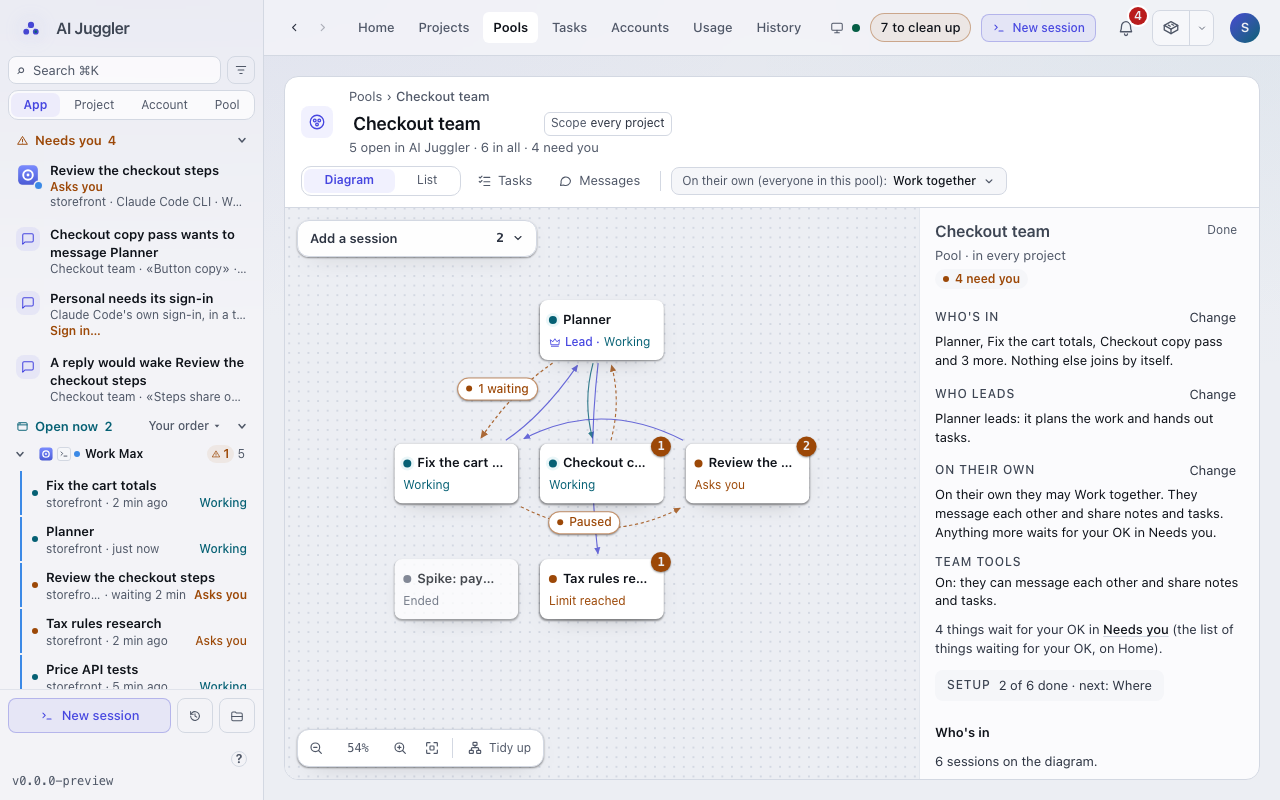 AI Juggler
Search ⌘K
App Project Account Pool
Needs you 4
Review the checkout steps
Asks you
storefront · Claude Code CLI · W...
Checkout copy pass wants to
message Planner
Checkout team · «Button copy» ·...
Personal needs its sign-in
Claude Code's own sign-in, in a t...
Sign in...
A reply would wake Review the
checkout steps
Checkout team · «Steps share o...
Open now 2 Your order
Work Max 1 5
Fix the cart totals
storefront · 2 min ago Working
Planner
storefront · just now Working
Review the checkout steps
storefro... · waiting 2 min Asks you
Tax rules research
storefront · 2 min ago Asks you
Price API tests
storefront · 5 min ago Working
New session
?
v0.0.0-preview
Home Projects Pools Tasks Accounts Usage History
7 to clean up
New session
4
S
Pools › Checkout team
Checkout team
Scope every project
5 open in AI Juggler · 6 in all · 4 need you
Diagram List Tasks Messages
On their own (everyone in this pool): Work together
Add a session 2
Planner
Lead · Working
1 waiting
Fix the cart ...
Working
1
Checkout c...
Working
2
Review the ...
Asks you
Paused
Spike: pay...
Ended
1
Tax rules re...
Limit reached
54%
Tidy up
Checkout team
Done
Pool · in every project
4 need you
WHO'S IN Change
Planner, Fix the cart totals, Checkout copy pass
and 3 more. Nothing else joins by itself.
WHO LEADS Change
Planner leads: it plans the work and hands out
tasks.
ON THEIR OWN Change
On their own they may Work together. They
message each other and share notes and tasks.
Anything more waits for your OK in Needs you.
TEAM TOOLS
On: they can message each other and share notes
and tasks.
4 things wait for your OK in Needs you (the list of
things waiting for your OK, on Home).
SETUP 2 of 6 done · next: Where
Who's in
6 sessions on the diagram.